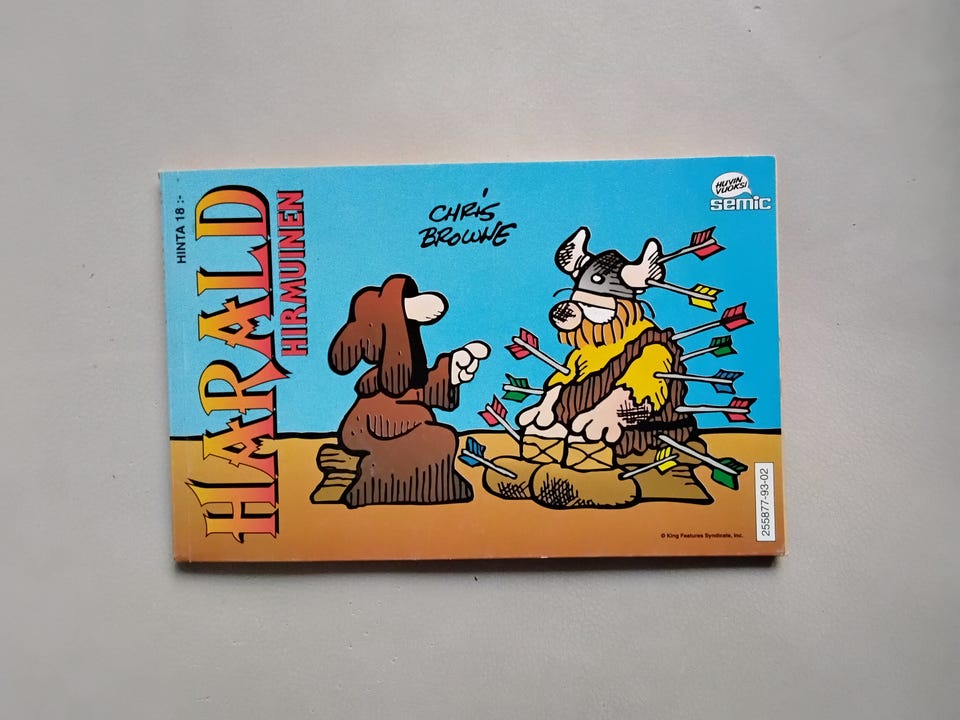 HINTA 18 :-
HARALD
HIRMUINEN
CHRIS
BROWNE
HUVIN
VUOKSI
semic
255877-93-02
© King Features Syndicate, Inc.